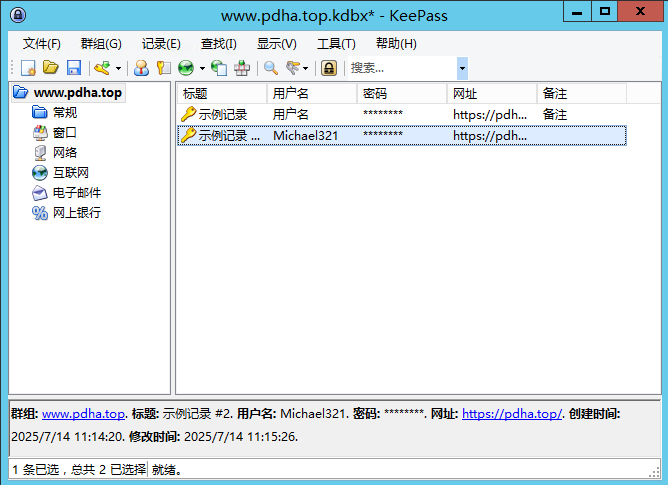 www.pdha.top.kdbx* - KeePass
文件(F) 群组(G) 记录(E) 查找(I) 显示(V) 工具(T) 帮助(H)
搜索...
www.pdha.top
常规
窗口
网络
互联网
电子邮件
网上银行
标题 用户名 密码 网址 备注
示例记录 用户名 ******** https://pdh... 备注
示例记录 ... Michael321 ******** https://pdh...
群组: www.pdha.top. 标题: 示例记录 #2. 用户名: Michael321. 密码: ********. 网址: https://pdha.top/. 创建时间:
2025/7/14 11:14:20. 修改时间: 2025/7/14 11:15:26.
1 条已选，总共 2 已选择 就绪。